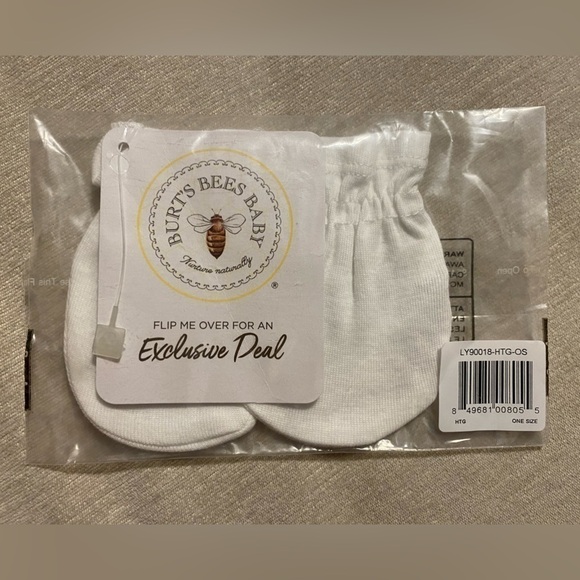 BURT'S BEES BABY
Nurture naturally
®
FLIP ME OVER FOR AN
Exclusive Deal
LY90018-HTG-OS
8 49681 00805 5
HTG ONE SIZE